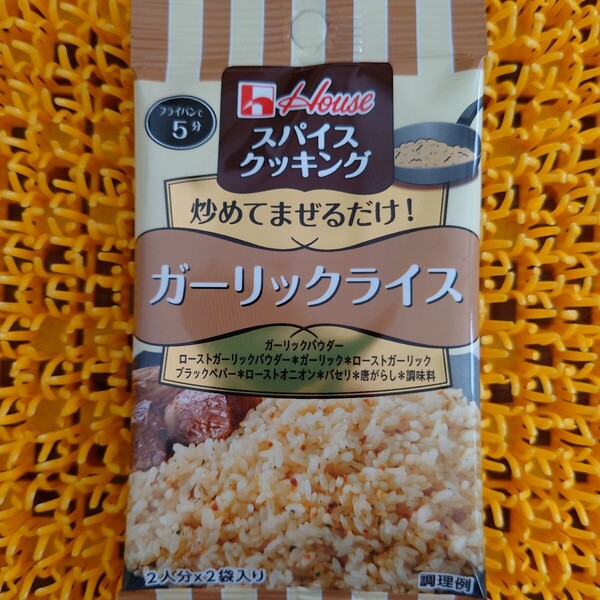 House
フライパンで
5分
スパイス
クッキング
炒めてまぜるだけ!
ガーリックライス
ガーリックパウダー
ローストガーリックパウダー*ガーリック*ローストガーリック
ブラックペパー*ローストオニオン*パセリ*唐がらし*調味料
2人分×2袋入り
調理例